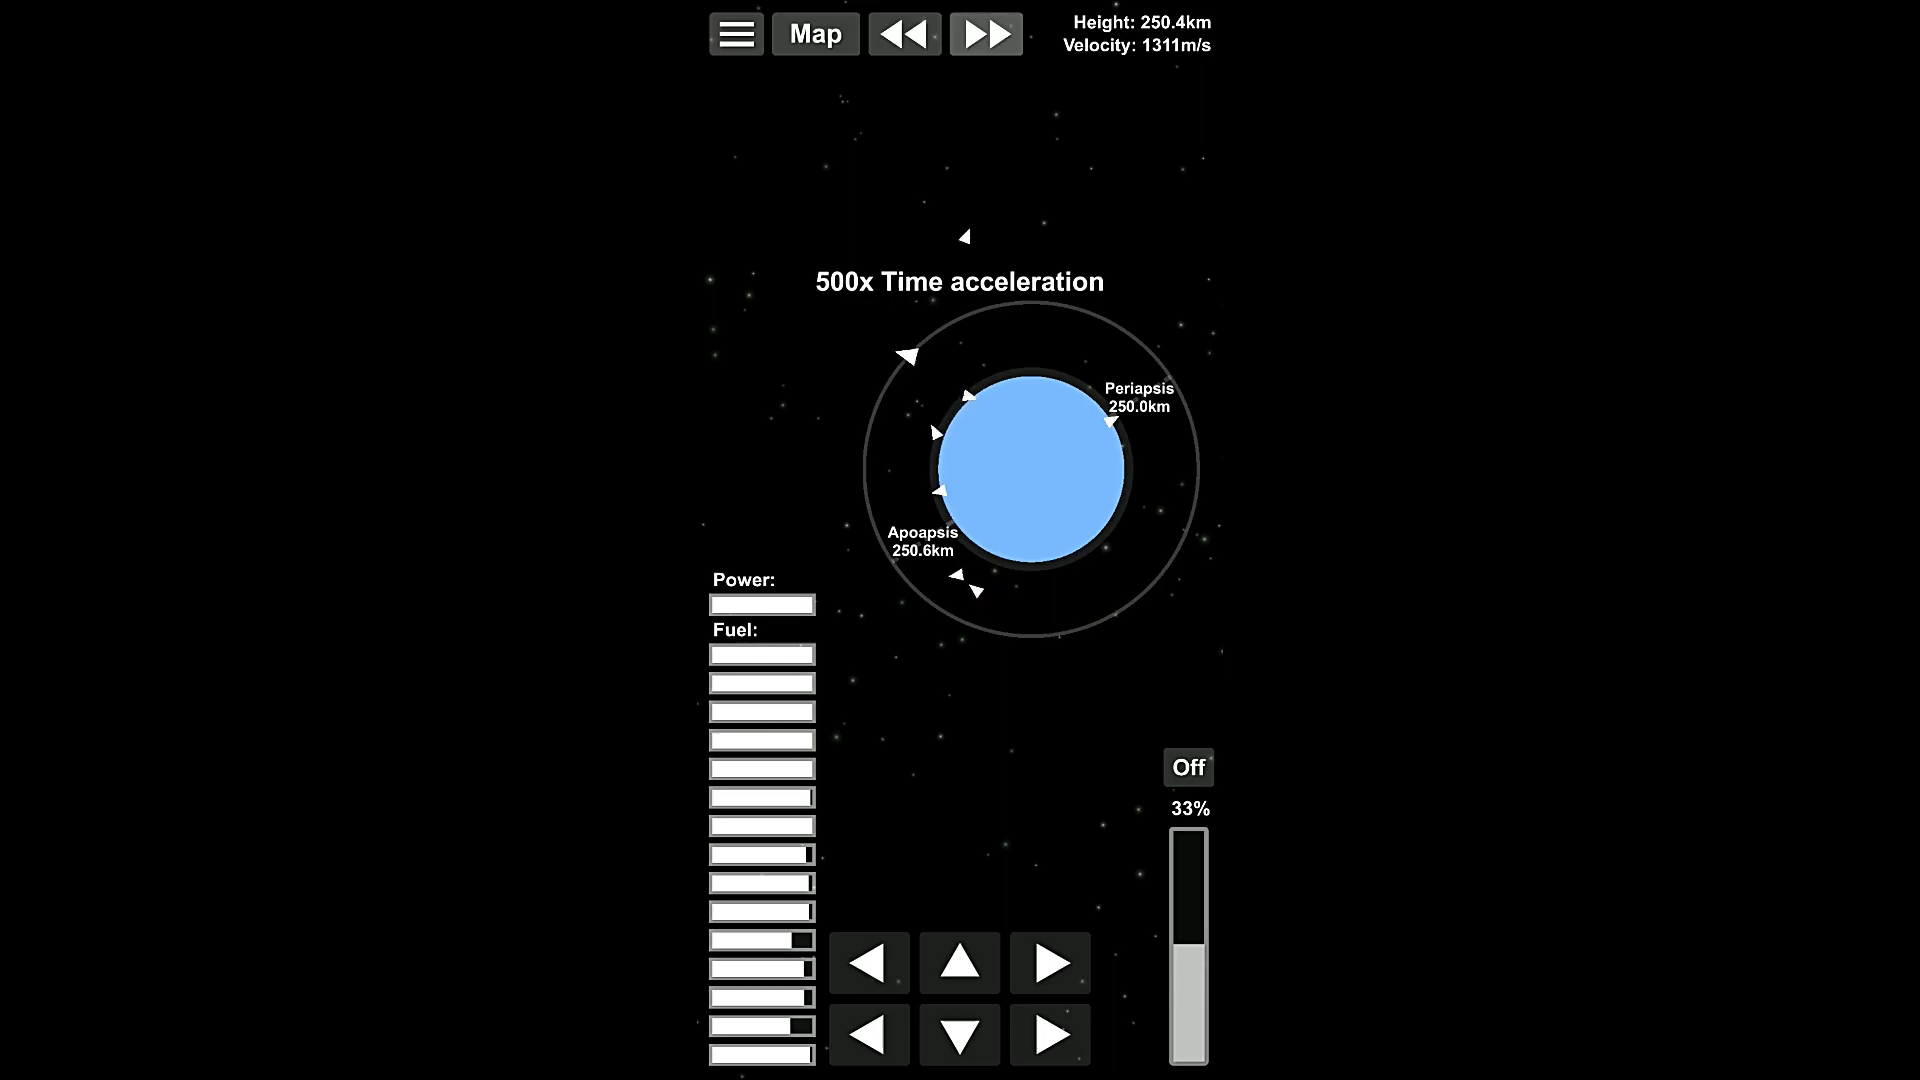 Map
Height: 250.4km
Velocity: 1311m/s
500x Time acceleration
Periapsis
250.0km
Apoapsis
250.6km
Power:
Fuel:
Off
33%